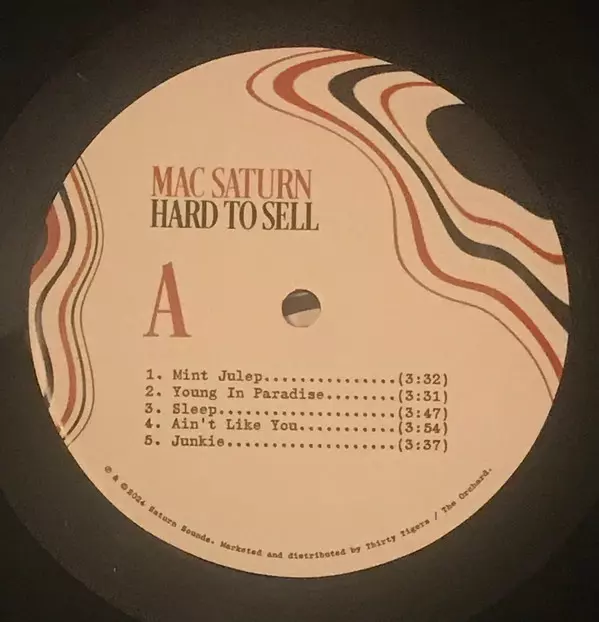 MAC SATURN
HARD TO SELL
A
1. Mint Julep...............(3:32)
2. Young In Paradise........(3:31)
3. Sleep....................(3:47)
4. Ain't Like You...........(3:54)
5. Junkie...................(3:37)
℗ & ©2024 Saturn Sounds. Marketed and distributed by Thirty Tigers / The Orchard.